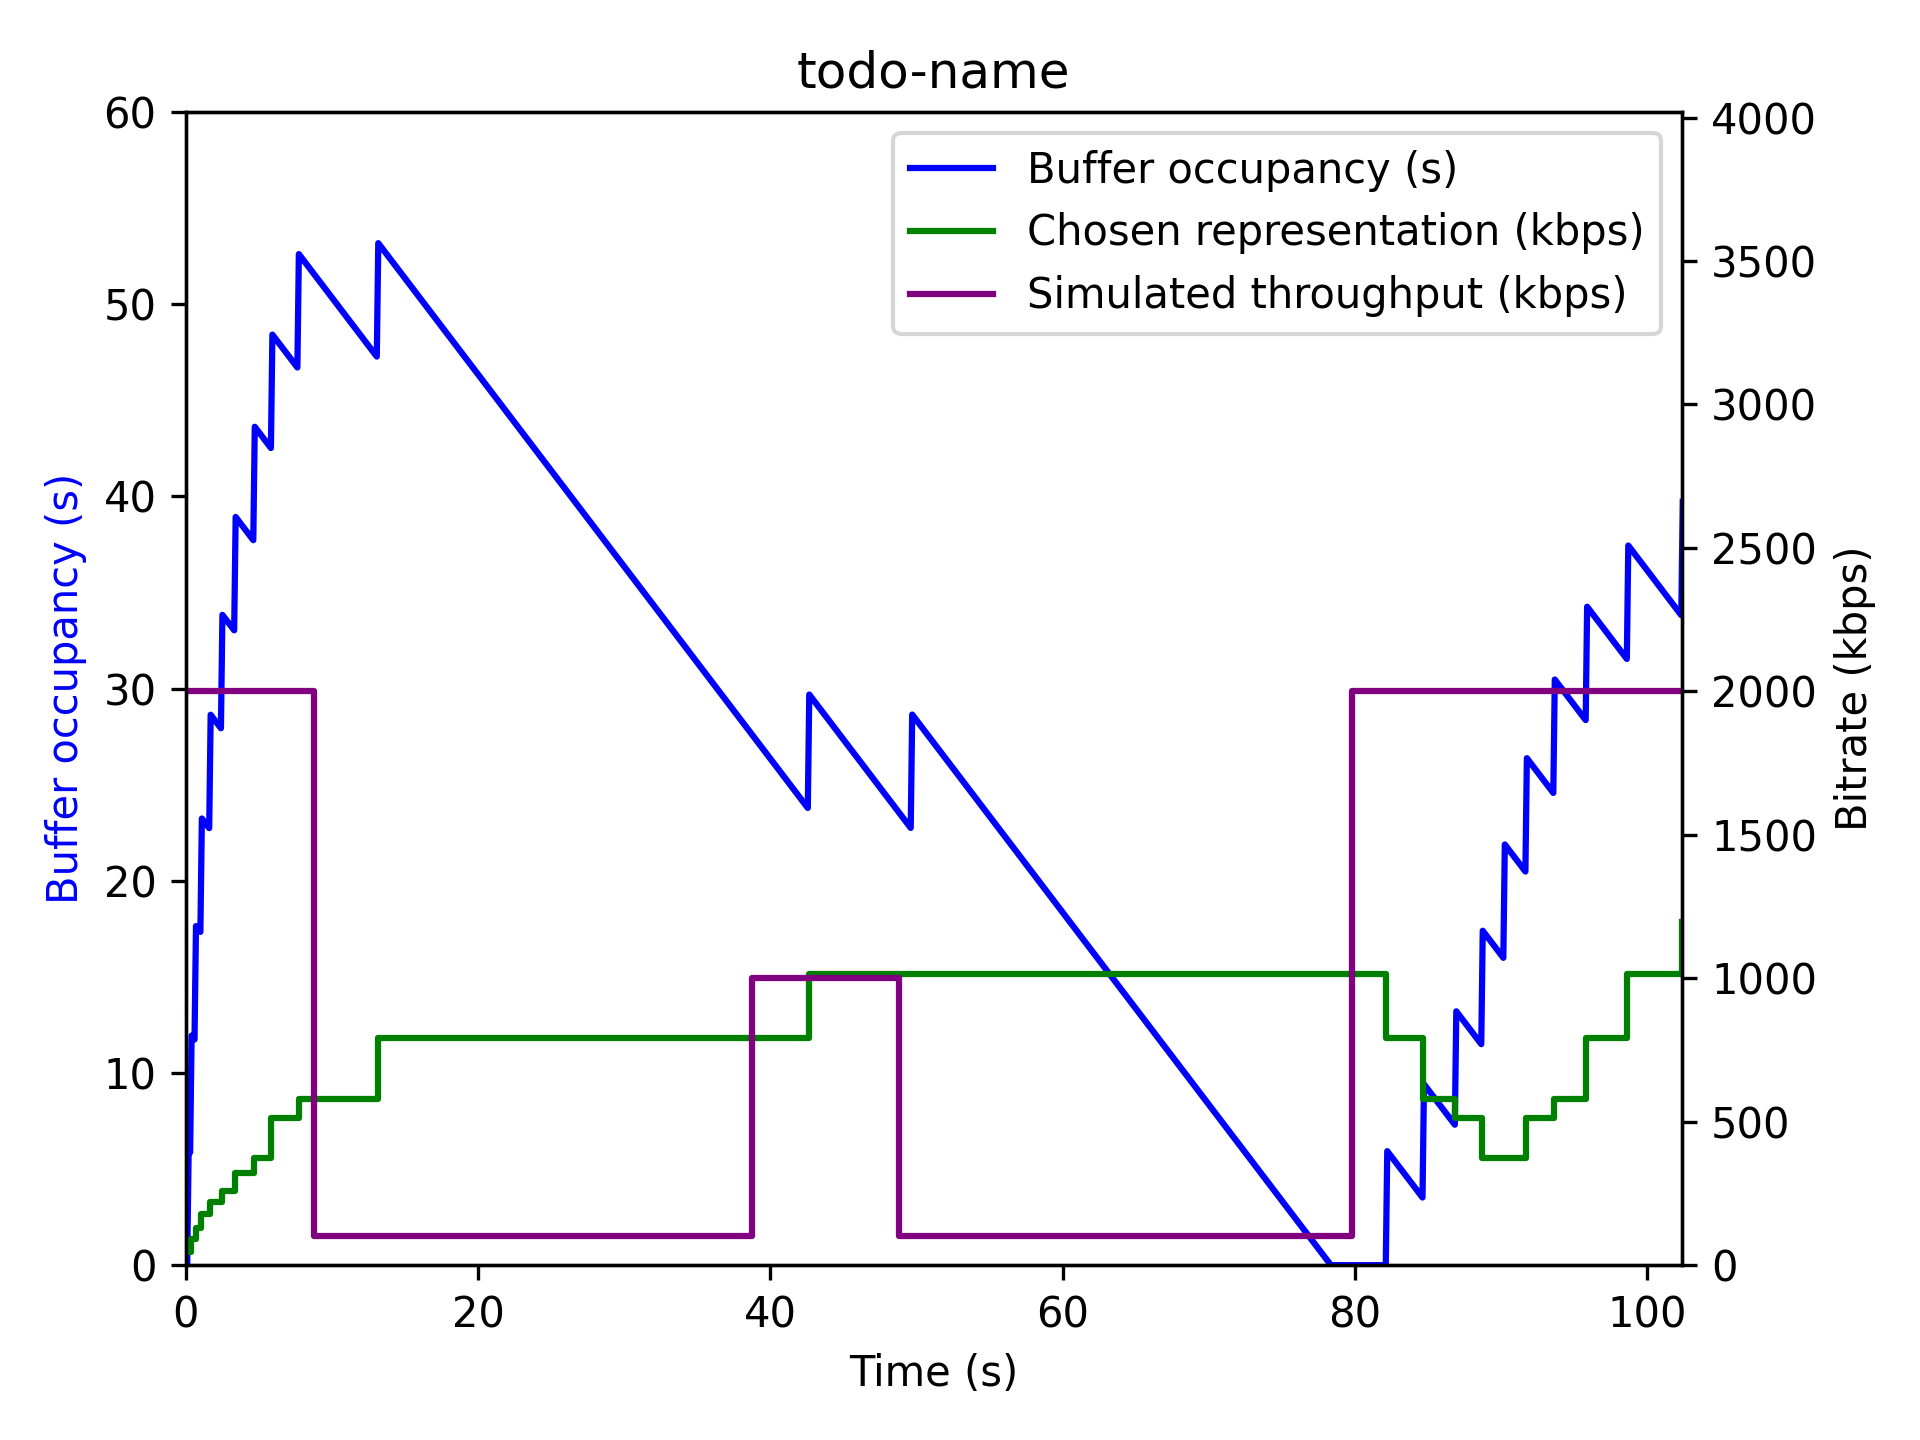 todo-name
60
50
40
30
20
10
0
Buffer occupancy (s)
Buffer occupancy (s)
Chosen representation (kbps)
Simulated throughput (kbps)
4000
3500
3000
2500
2000
1500
1000
500
0
Bitrate (kbps)
0 20 40 60 80 100
Time (s)